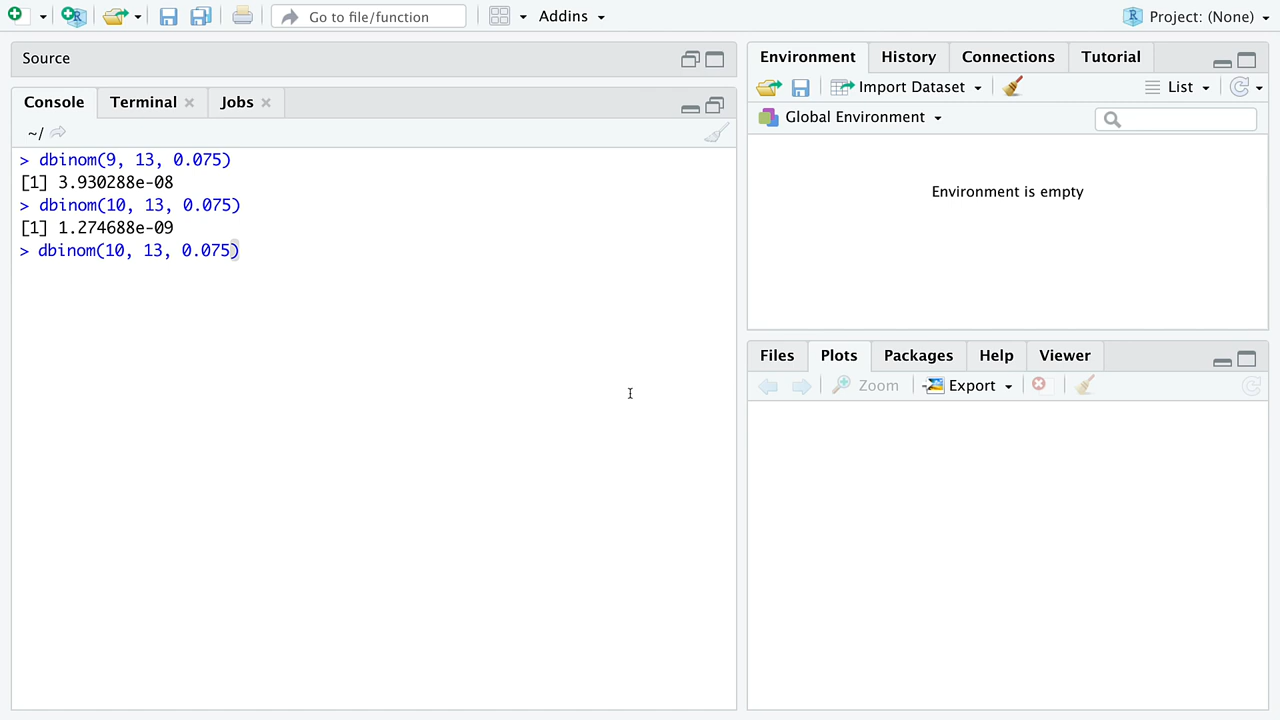 Go to file/function
Addins
Project: (None)
Source
Console
Terminal
Jobs
~/
> dbinom(9, 13, 0.075)
[1] 3.930288e-08
> dbinom(10, 13, 0.075)
[1] 1.274688e-09
> dbinom(10, 13, 0.075)
Environment
History
Connections
Tutorial
Import Dataset
List
Global Environment
Environment is empty
Files
Plots
Packages
Help
Viewer
Zoom
Export